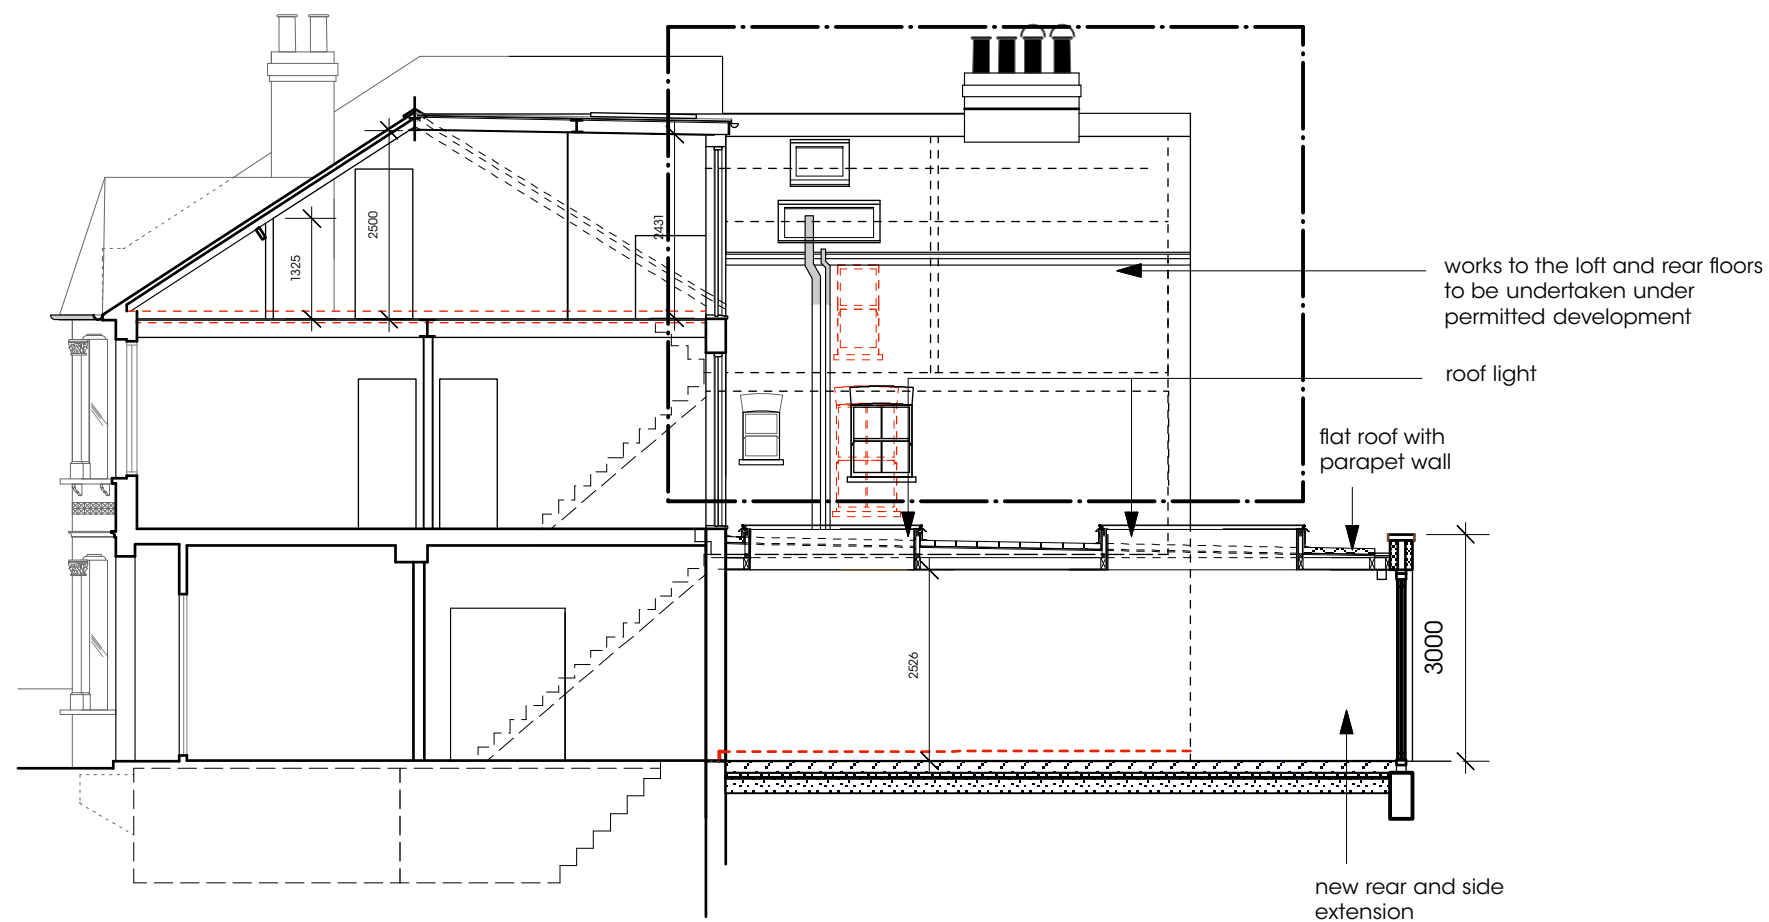 works to the loft and rear floors
to be undertaken under
permitted development
roof light
flat roof with
parapet wall
new rear and side
extension
1325
2500
2431
2526
3000